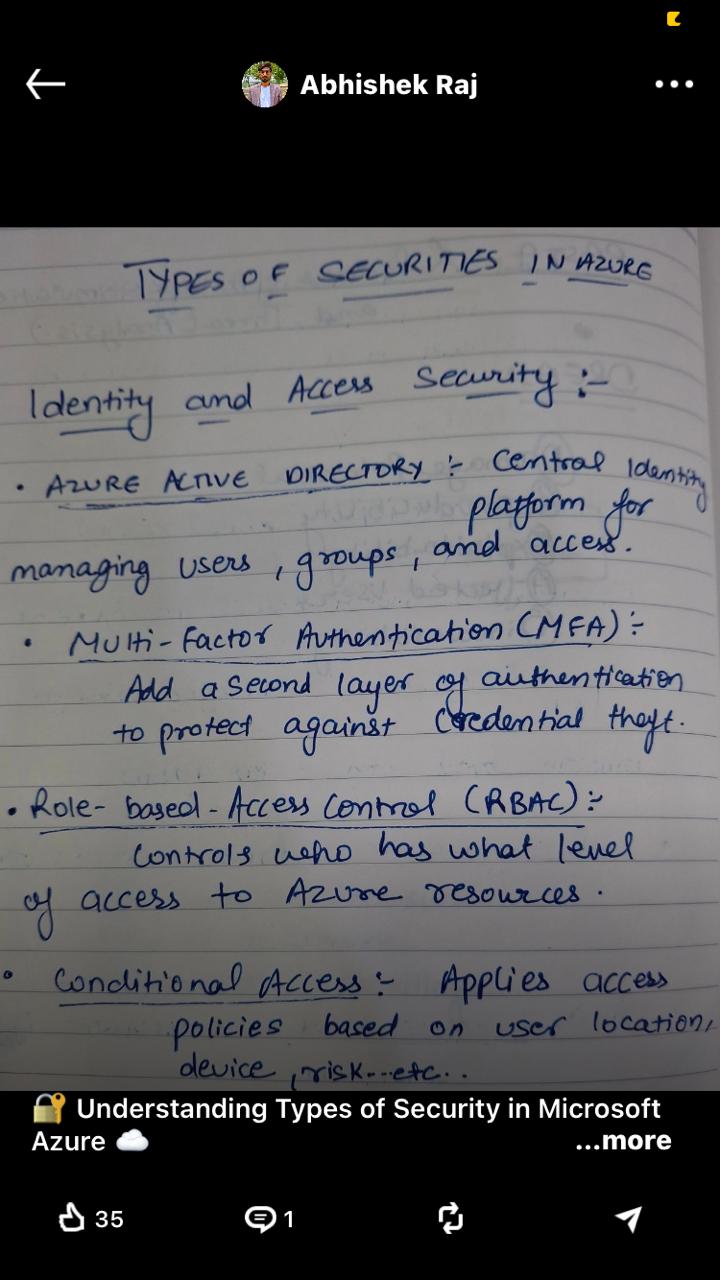 Abhishek Raj
TYPES OF SECURITIES IN AZURE
Identity and Access Security :-
• AZURE ACTIVE DIRECTORY :- Central Identity
platform for
managing users, groups, and access.
• Multi-Factor Authentication (MFA) :-
Add a second layer of authentication
to protect against Credential theft.
• Role-based-Access Control (RBAC) :-
Controls who has what level
of access to Azure resources.
• Conditional Access :- Applies access
policies based on user location,
device, risk...etc..
🔐 Understanding Types of Security in Microsoft
Azure ☁️ ...more
35 1